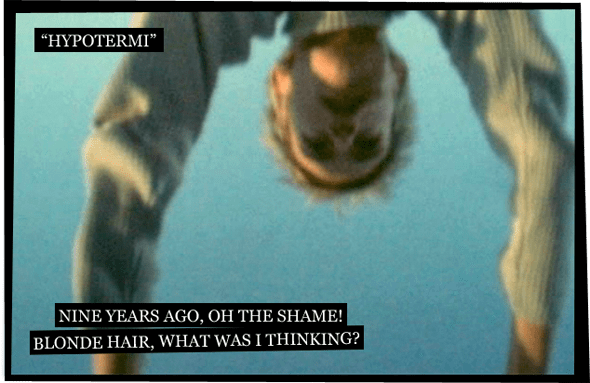 “HYPOTERMI”
NINE YEARS AGO, OH THE SHAME!
BLONDE HAIR, WHAT WAS I THINKING?